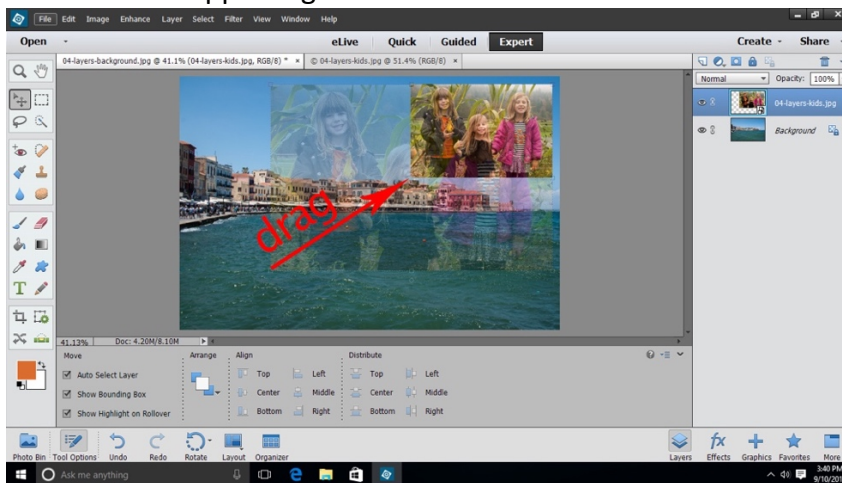 File Edit Image Enhance Layer Select Filter View Window Help
Open eLive Quick Guided Expert Create Share
04-layers-background.jpg @ 41.1% (04-layers-kids.jpg, RGB/8) * × © 04-layers-kids.jpg @ 51.4% (RGB/8) ×
Normal Opacity: 100%
04-layers-kids.jpg
Background
drag
41.13% Doc: 4.20M/8.10M
Move Arrange Align Distribute
Auto Select Layer Top Left Top Left
Show Bounding Box Center Middle Center Middle
Show Highlight on Rollover Bottom Right Bottom Right
fx
Photo Bin Tool Options Undo Redo Rotate Layout Organizer Layers Effects Graphics Favorites More
Ask me anything 3:40 PM